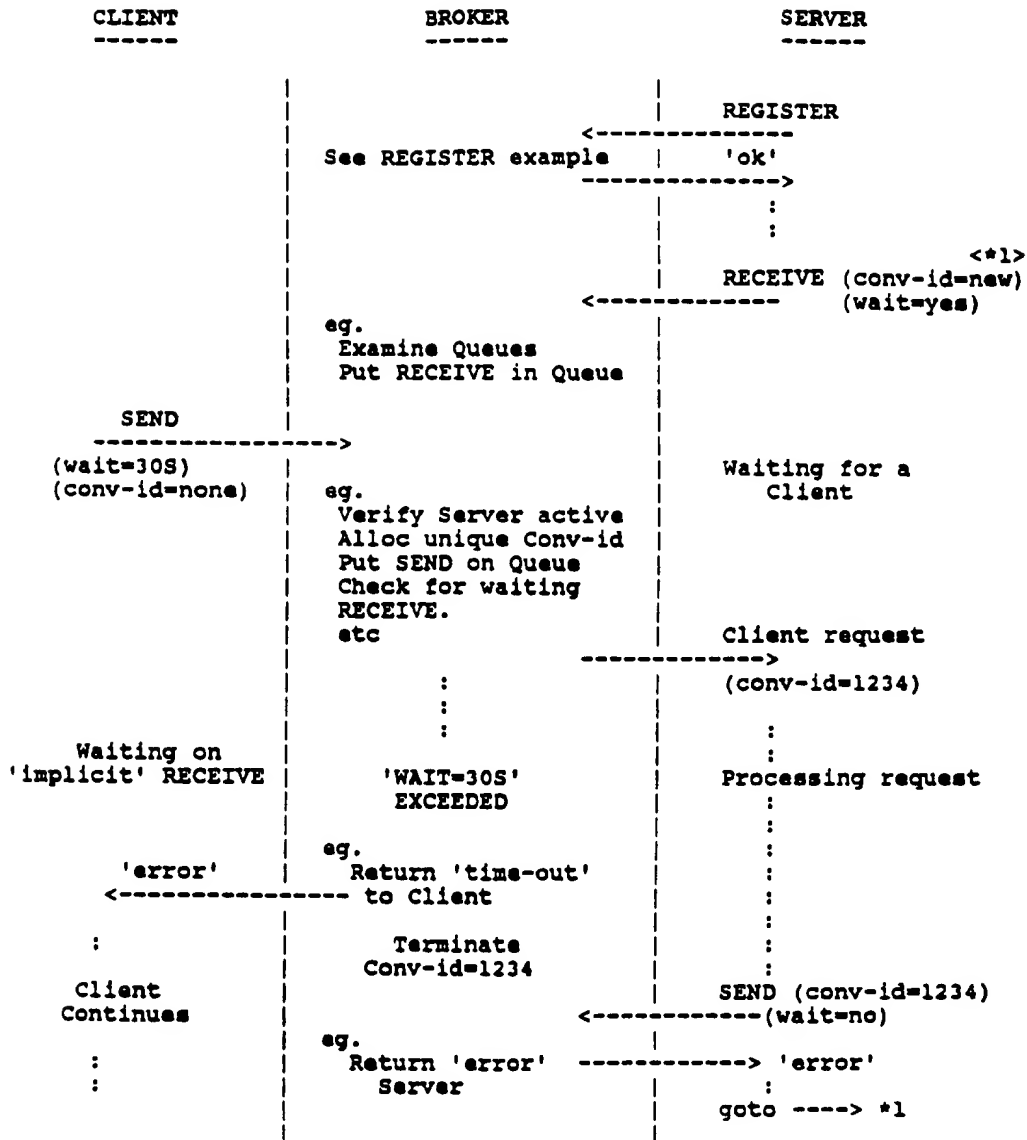 CLIENT BROKER SERVER
------ ------ ------
REGISTER
<--------------
See REGISTER example 'ok'
-------------->
:
:
<*1>
RECEIVE (conv-id=new)
<-------------- (wait=yes)
eg.
Examine Queues
Put RECEIVE in Queue
SEND
----------------->
(wait=30S) Waiting for a
(conv-id=none) eg. Client
Verify Server active
Alloc unique Conv-id
Put SEND on Queue
Check for waiting
RECEIVE.
etc Client request
------------->
: (conv-id=1234)
:
: :
Waiting on :
'implicit' RECEIVE 'WAIT=30S' Processing request
EXCEEDED :
:
eg. :
'error' Return 'time-out' :
<---------------- to Client :
:
: Terminate :
Conv-id=1234 :
Client SEND (conv-id=1234)
Continues <------------(wait=no)
eg.
: Return 'error' ------------> 'error'
: Server :
goto ----> *1